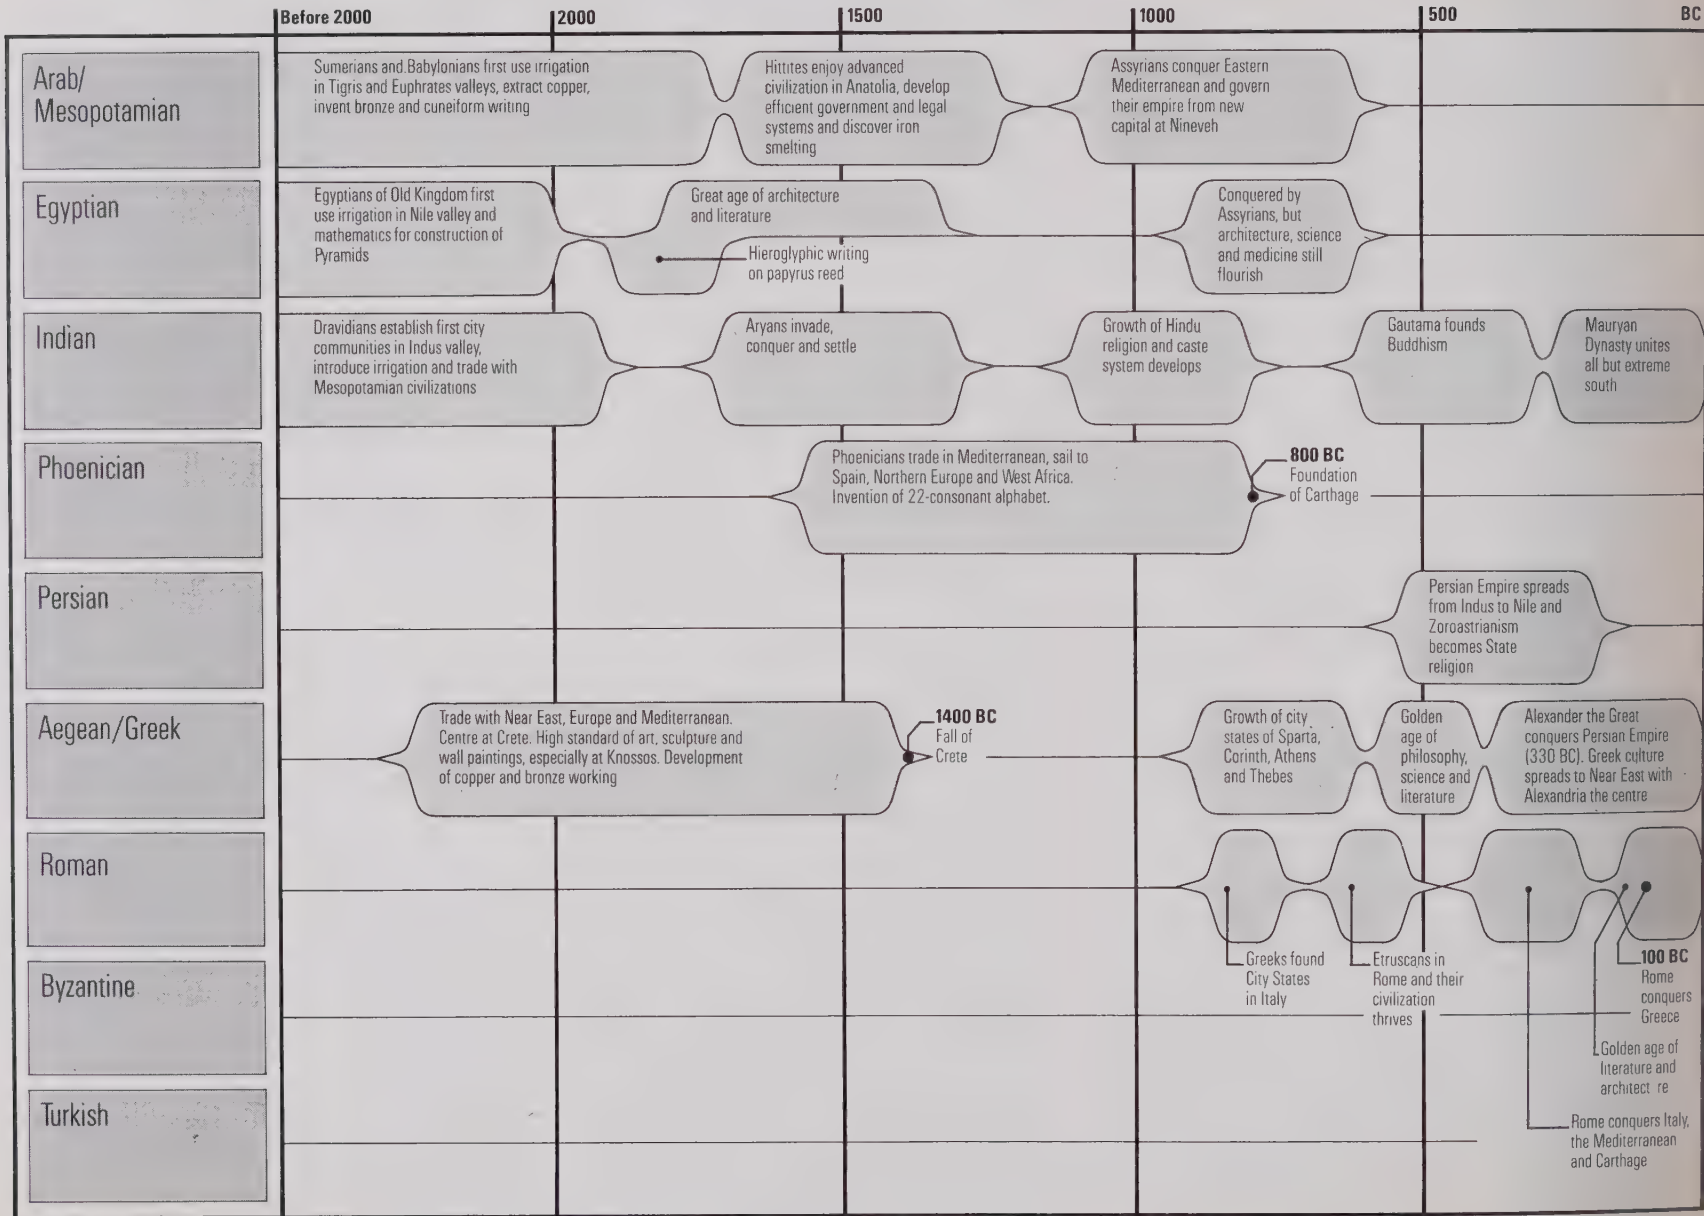 Before 2000 2000 1500 1000 500 BC
Arab/
Mesopotamian
Sumerians and Babylonians first use irrigation
in Tigris and Euphrates valleys, extract copper,
invent bronze and cuneiform writing
Hittites enjoy advanced
civilization in Anatolia, develop
efficient government and legal
systems and discover iron
smelting
Assyrians conquer Eastern
Mediterranean and govern
their empire from new
capital at Nineveh
Egyptian
Egyptians of Old Kingdom first
use irrigation in Nile valley and
mathematics for construction of
Pyramids
Great age of architecture
and literature
Hieroglyphic writing
on papyrus reed
Conquered by
Assyrians, but
architecture, science
and medicine still
flourish
Indian
Dravidians establish first city
communities in Indus valley,
introduce irrigation and trade with
Mesopotamian civilizations
Aryans invade,
conquer and settle
Growth of Hindu
religion and caste
system develops
Gautama founds
Buddhism
Mauryan
Dynasty unites
all but extreme
south
Phoenician
Phoenicians trade in Mediterranean, sail to
Spain, Northern Europe and West Africa.
Invention of 22-consonant alphabet.
800 BC
Foundation
of Carthage
Persian
Persian Empire spreads
from Indus to Nile and
Zoroastrianism
becomes State
religion
Aegean/Greek
Trade with Near East, Europe and Mediterranean.
Centre at Crete. High standard of art, sculpture and
wall paintings, especially at Knossos. Development
of copper and bronze working
1400 BC
Fall of
Crete
Growth of city
states of Sparta,
Corinth, Athens
and Thebes
Golden
age of
philosophy,
science and
literature
Alexander the Great
conquers Persian Empire
(330 BC). Greek culture
spreads to Near East with
Alexandria the centre
Roman
Greeks found
City States
in Italy
Etruscans in
Rome and their
civilization
thrives
100 BC
Rome
conquers
Greece
Golden age of
literature and
architect re
Rome conquers Italy,
the Mediterranean
and Carthage
Byzantine
Turkish